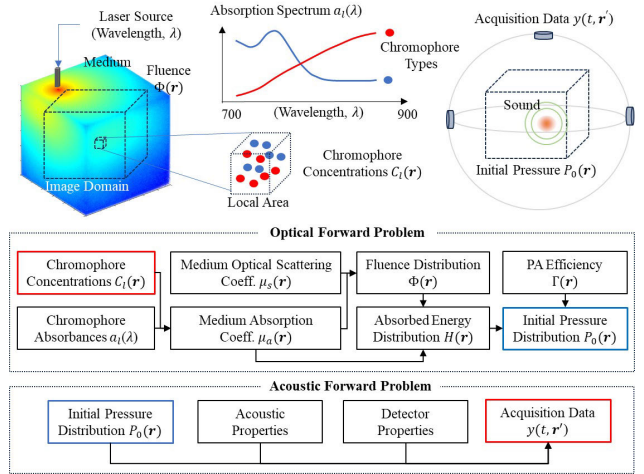 Laser Source
(Wavelength, λ)
Medium
Fluence
Φ(r)
Image Domain
Absorption Spectrum a_l(λ)
Chromophore
Types
700
(Wavelength, λ)
900
Chromophore
Concentrations C_l(r)
Local Area
Acquisition Data y(t, r′)
Sound
Initial Pressure P_0(r)
Optical Forward Problem
Chromophore
Concentrations C_l(r)
Medium Optical Scattering
Coeff. μ_s(r)
Fluence Distribution
Φ(r)
PA Efficiency
Γ(r)
Chromophore
Absorbances a_l(λ)
Medium Absorption
Coeff. μ_a(r)
Absorbed Energy
Distribution H(r)
Initial Pressure
Distribution P_0(r)
Acoustic Forward Problem
Initial Pressure
Distribution P_0(r)
Acoustic
Properties
Detector
Properties
Acquisition Data
y(t, r′)